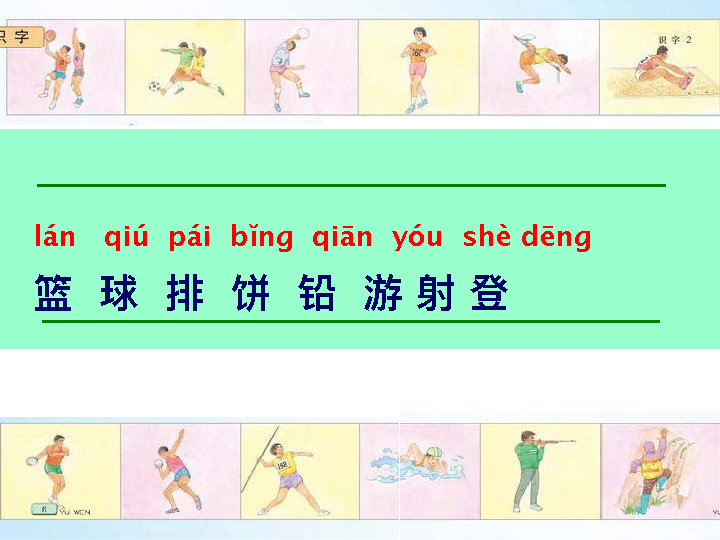 识 字
识 字 2
lán qiú pái bǐng qiān yóu shè dēng
篮 球 排 饼 铅 游 射 登
YU WEN